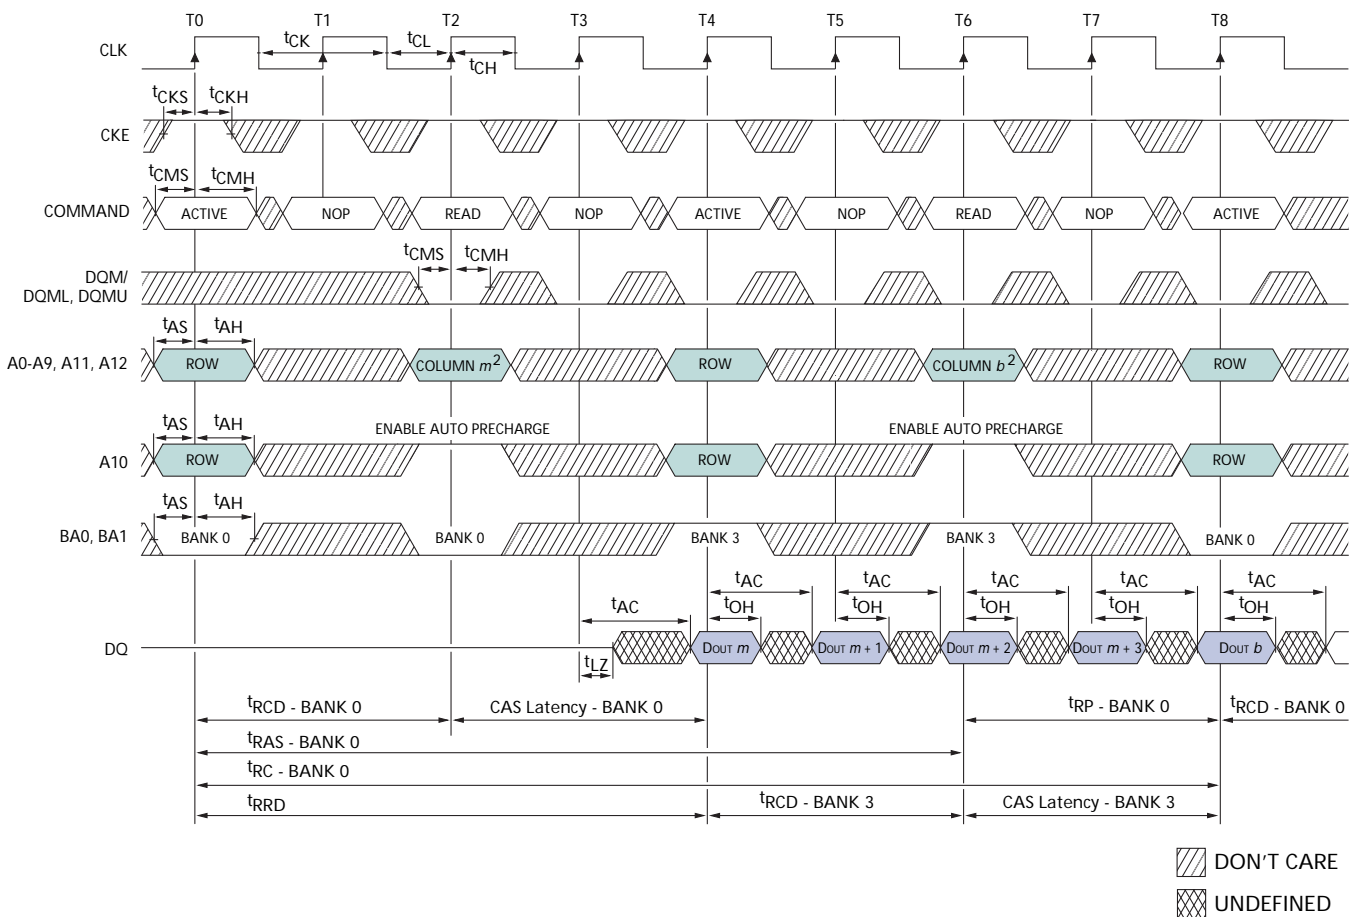 T0 T1 T2 T3 T4 T5 T6 T7 T8
CLK tCK tCL tCH
tCKS tCKH
CKE
tCMS tCMH
COMMAND ACTIVE NOP READ NOP ACTIVE NOP READ NOP ACTIVE
tCMS tCMH
DQM/
DQML, DQMU
tAS tAH
A0-A9, A11, A12 ROW COLUMN m2 ROW COLUMN b2 ROW
tAS tAH ENABLE AUTO PRECHARGE ENABLE AUTO PRECHARGE
A10 ROW ROW ROW
tAS tAH
BA0, BA1 BANK 0 BANK 0 BANK 3 BANK 3 BANK 0
tAC tAC tAC tAC tAC tAC
tOH tOH tOH tOH tOH
DQ DOUT m DOUT m + 1 DOUT m + 2 DOUT m + 3 DOUT b
tLZ
tRCD - BANK 0 CAS Latency - BANK 0 tRP - BANK 0 tRCD - BANK 0
tRAS - BANK 0
tRC - BANK 0
tRRD tRCD - BANK 3 CAS Latency - BANK 3
DON'T CARE
UNDEFINED